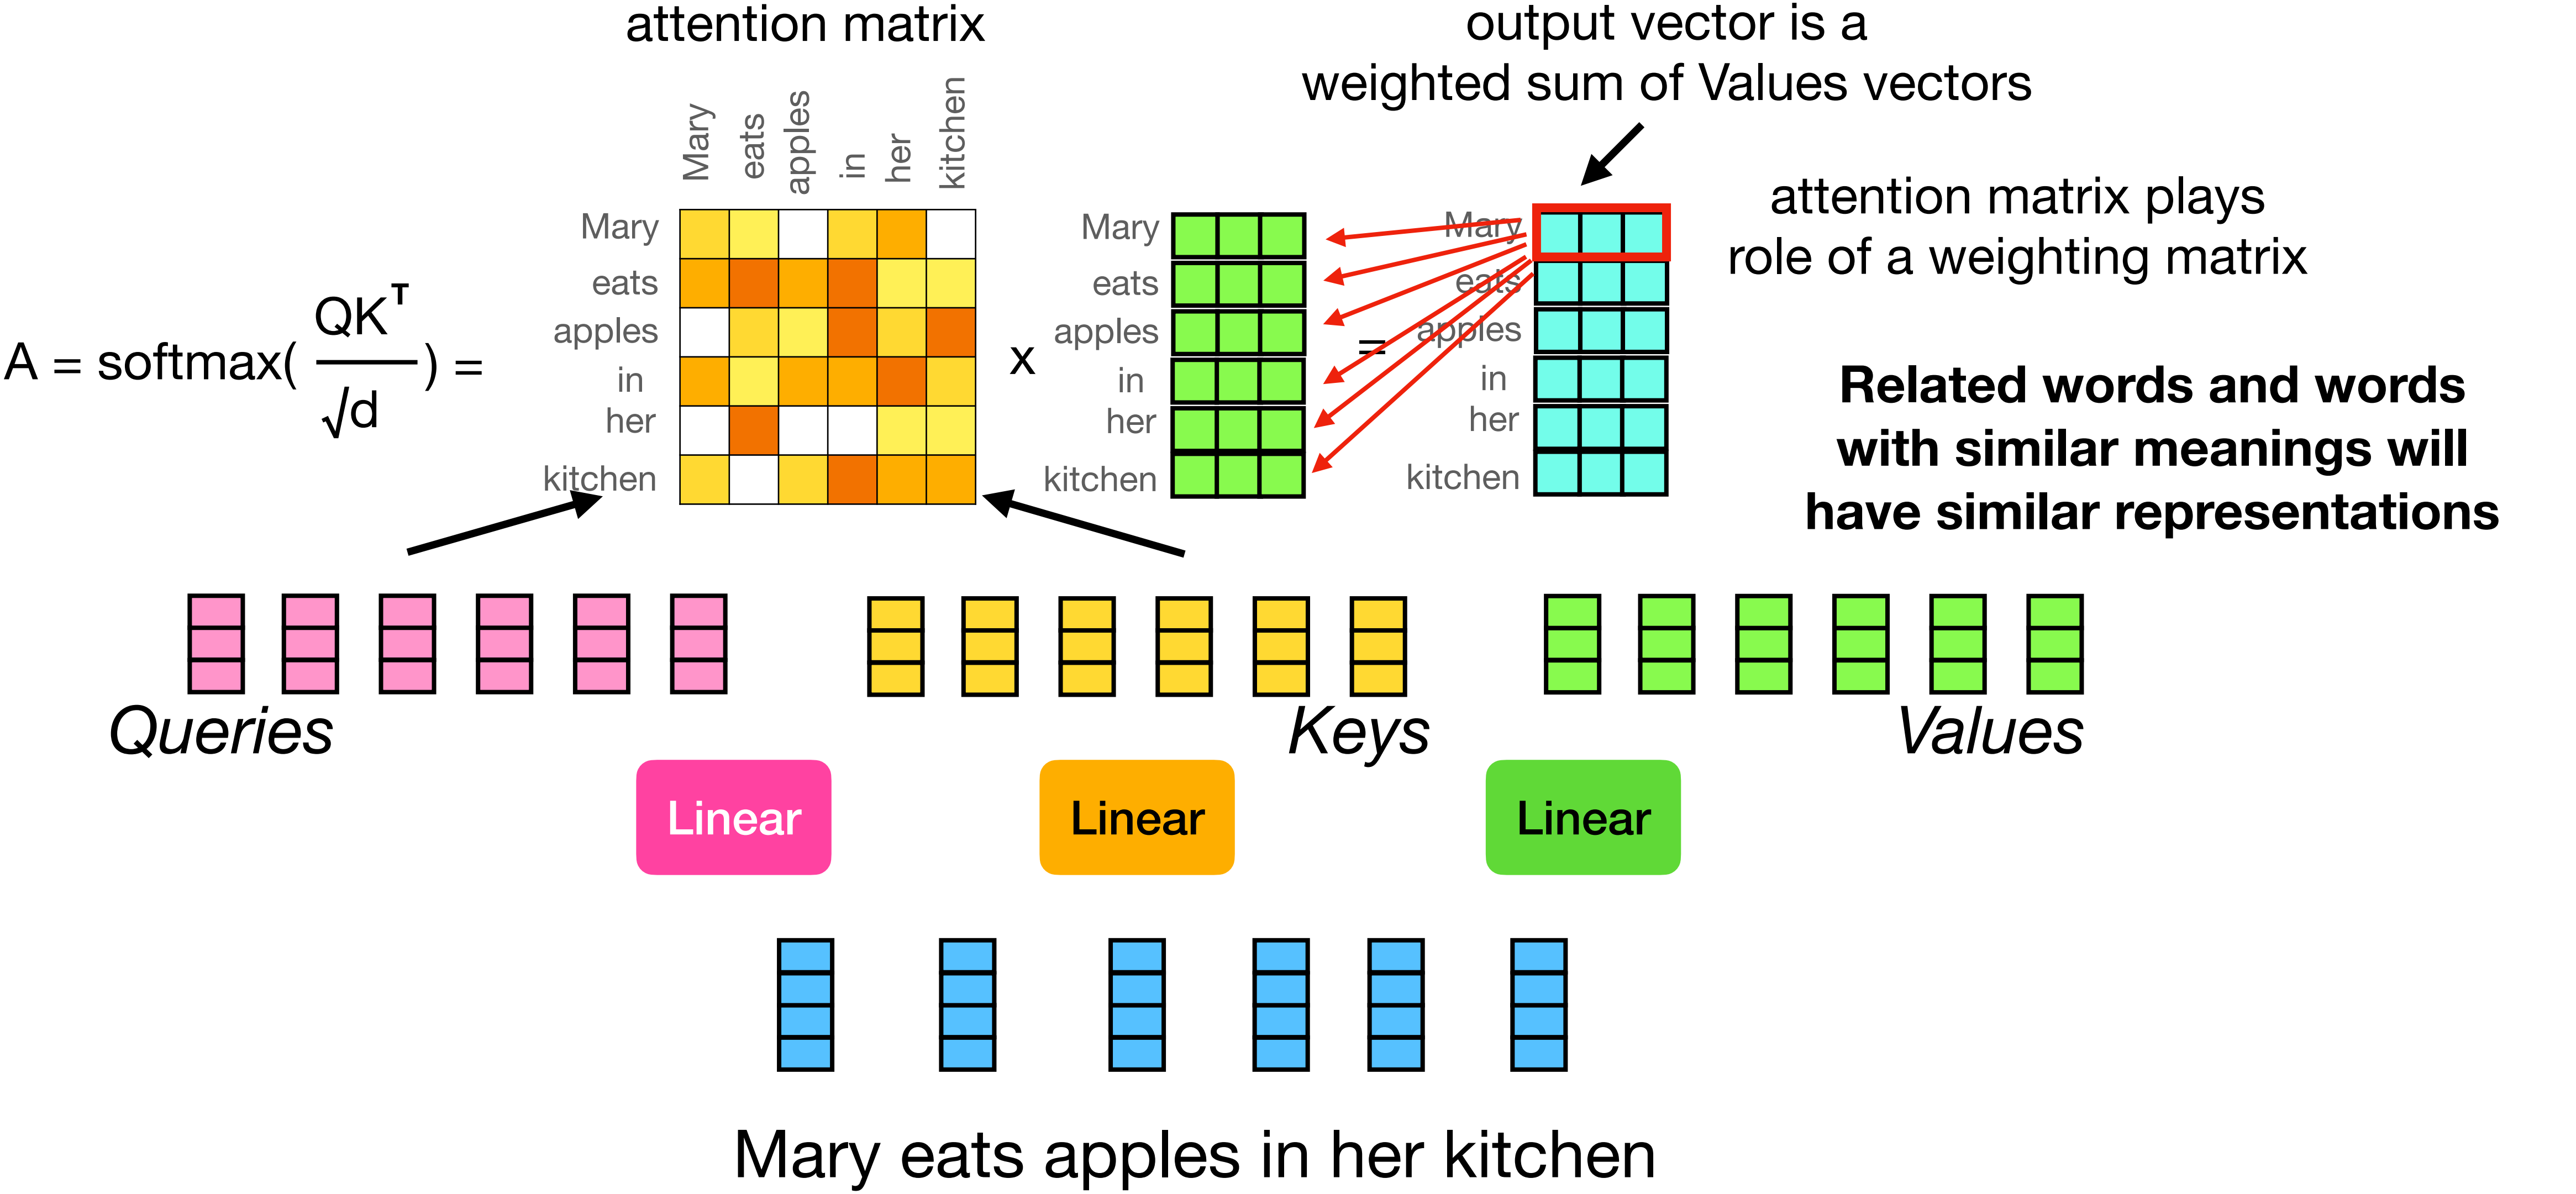 attention matrix
output vector is a
weighted sum of Values vectors
attention matrix plays
role of a weighting matrix
Related words and words
with similar meanings will
have similar representations
A = softmax( QKᵀ / √d ) =
Mary eats apples in her kitchen
Mary
eats
apples
in
her
kitchen
x
Mary
eats
apples
in
her
kitchen
=
Mary
eats
apples
in
her
kitchen
Queries
Keys
Values
Linear
Linear
Linear
Mary eats apples in her kitchen